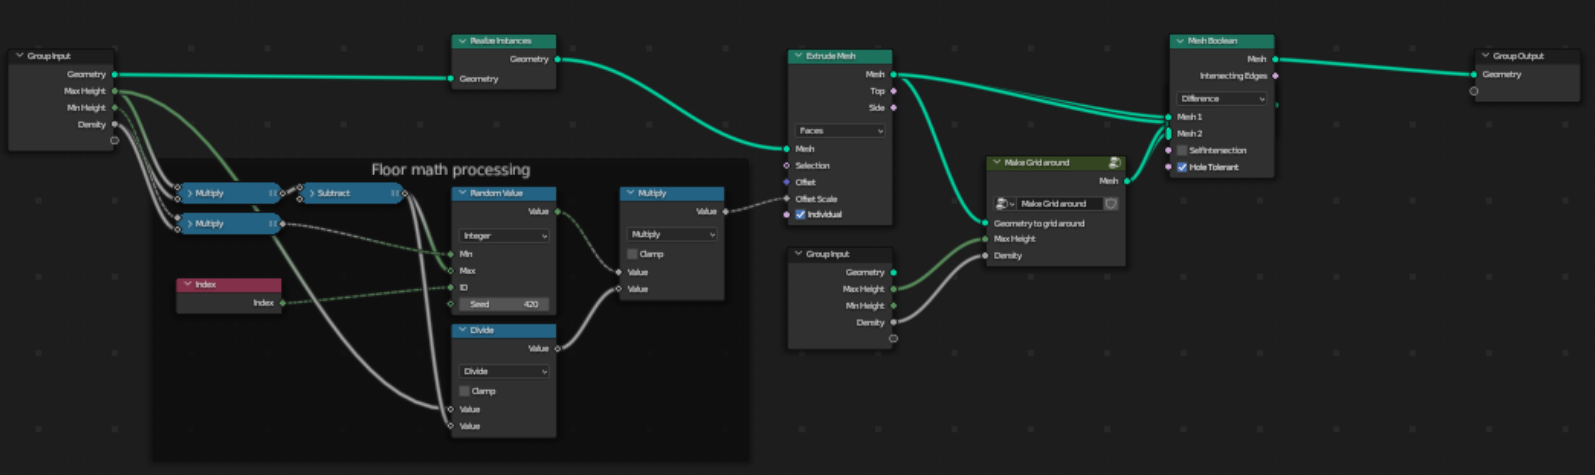 Group Input
Geometry
Max Height
Min Height
Density
Realize Instances
Geometry
Geometry
Floor math processing
Multiply
Subtract
Multiply
Index
Index
Random Value
Value
Integer
Min
Max
ID
Seed 420
Divide
Value
Divide
Clamp
Value
Value
Multiply
Value
Multiply
Clamp
Value
Value
Extrude Mesh
Mesh
Top
Side
Faces
Mesh
Selection
Offset
Offset Scale
Individual
Group Input
Geometry
Max Height
Min Height
Density
Make Grid around
Mesh
Make Grid around
Geometry to grid around
Max Height
Density
Mesh Boolean
Mesh
Intersecting Edges
Difference
Mesh 1
Mesh 2
Self Intersection
Hole Tolerant
Group Output
Geometry